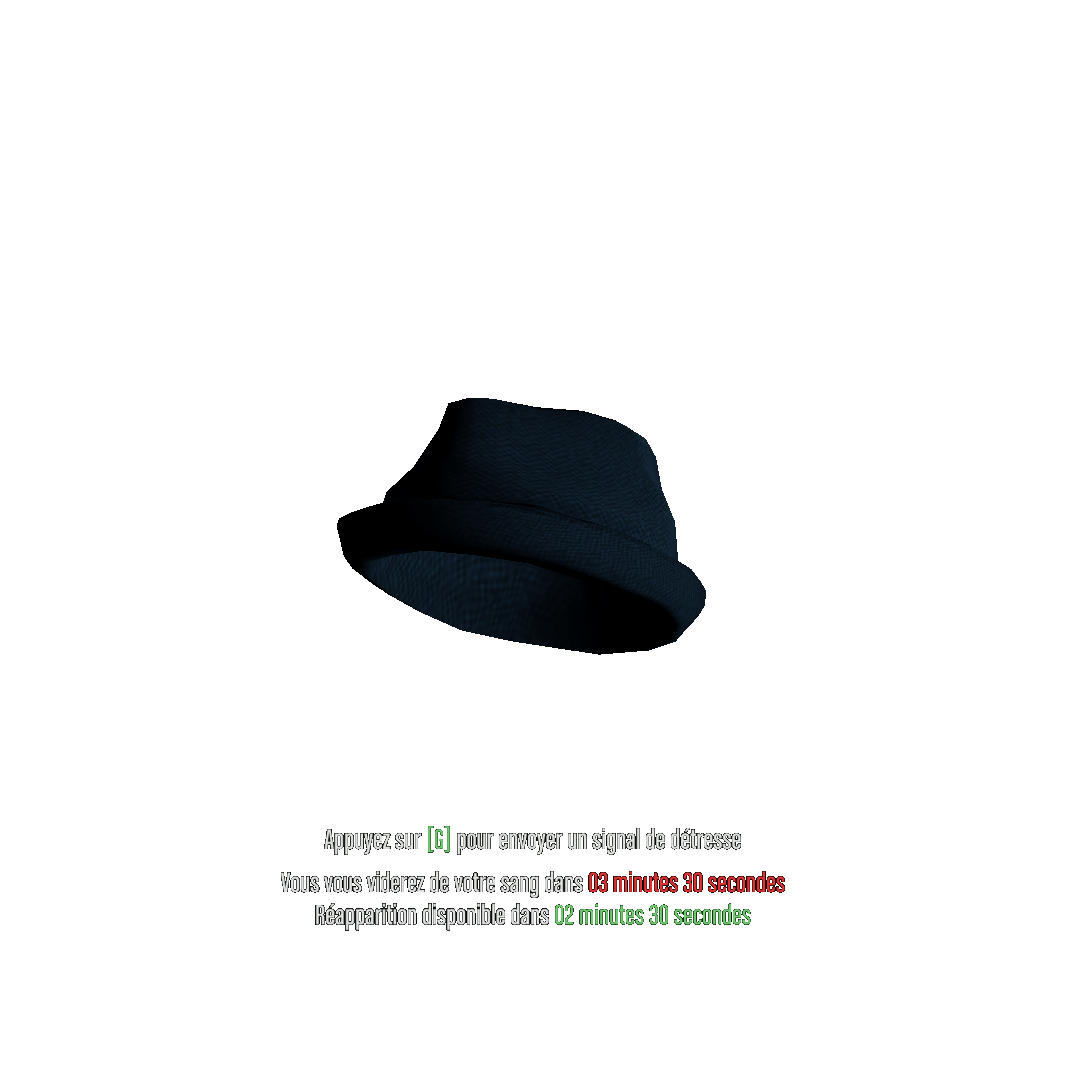 Appuyez sur [G] pour envoyer un signal de détresse
Vous vous viderez de votre sang dans 03 minutes 30 secondes
Réapparition disponible dans 02 minutes 30 secondes